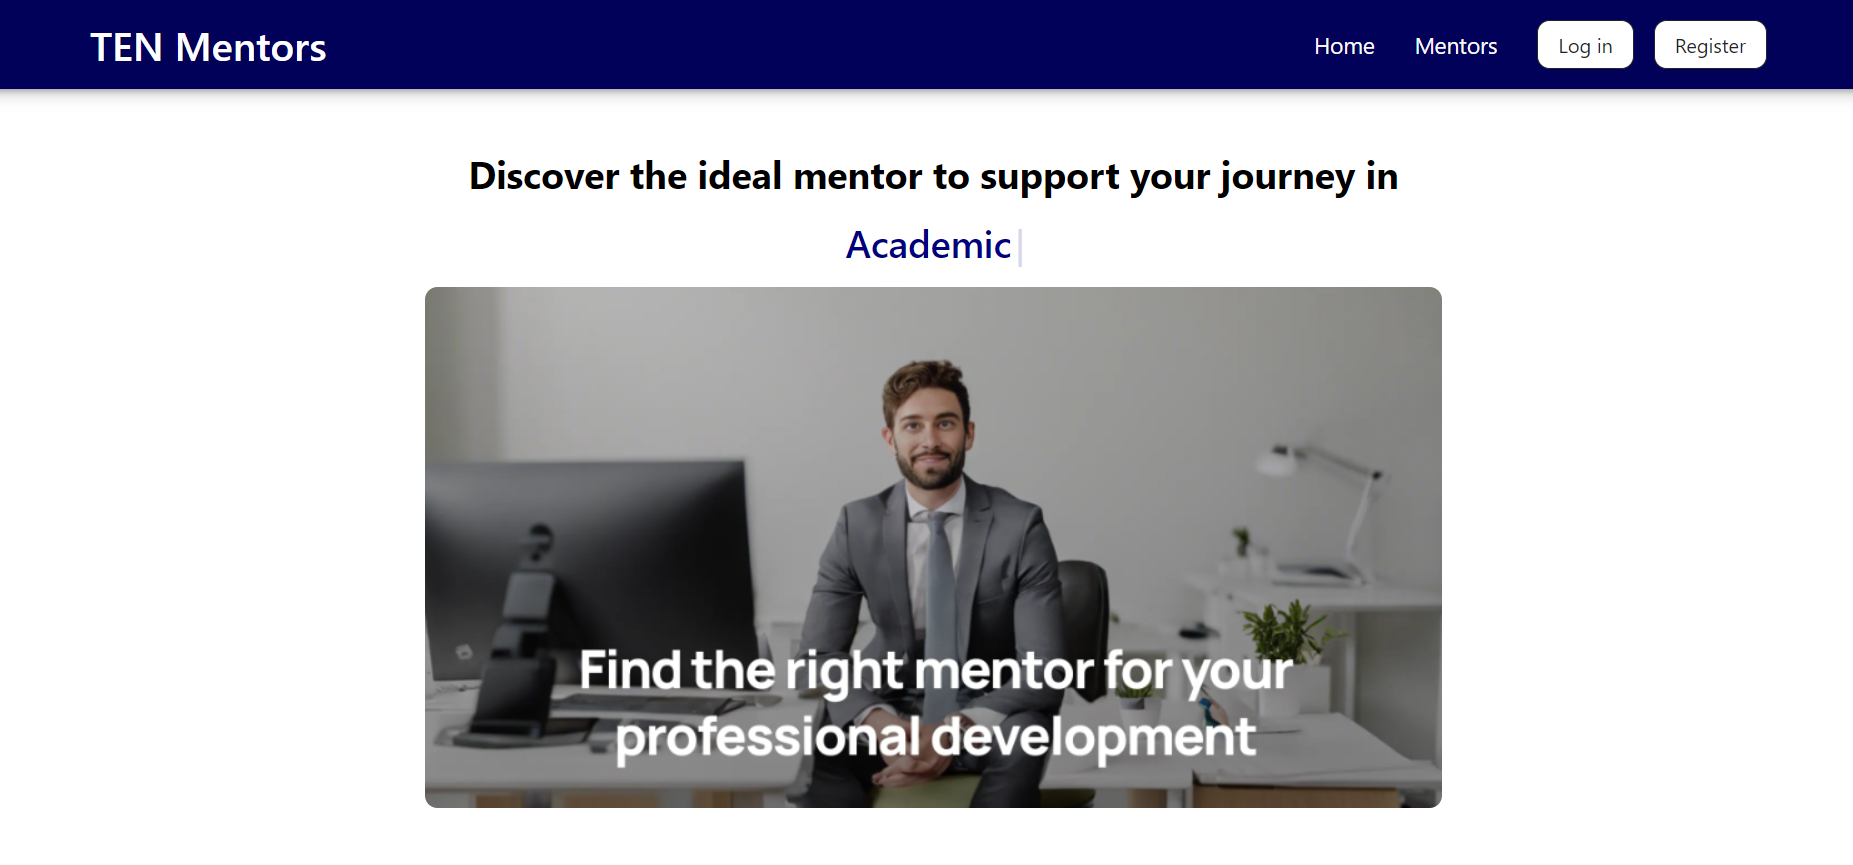 TEN Mentors
Home
Mentors
Log in
Register
Discover the ideal mentor to support your journey in
Academic
Find the right mentor for your
professional development